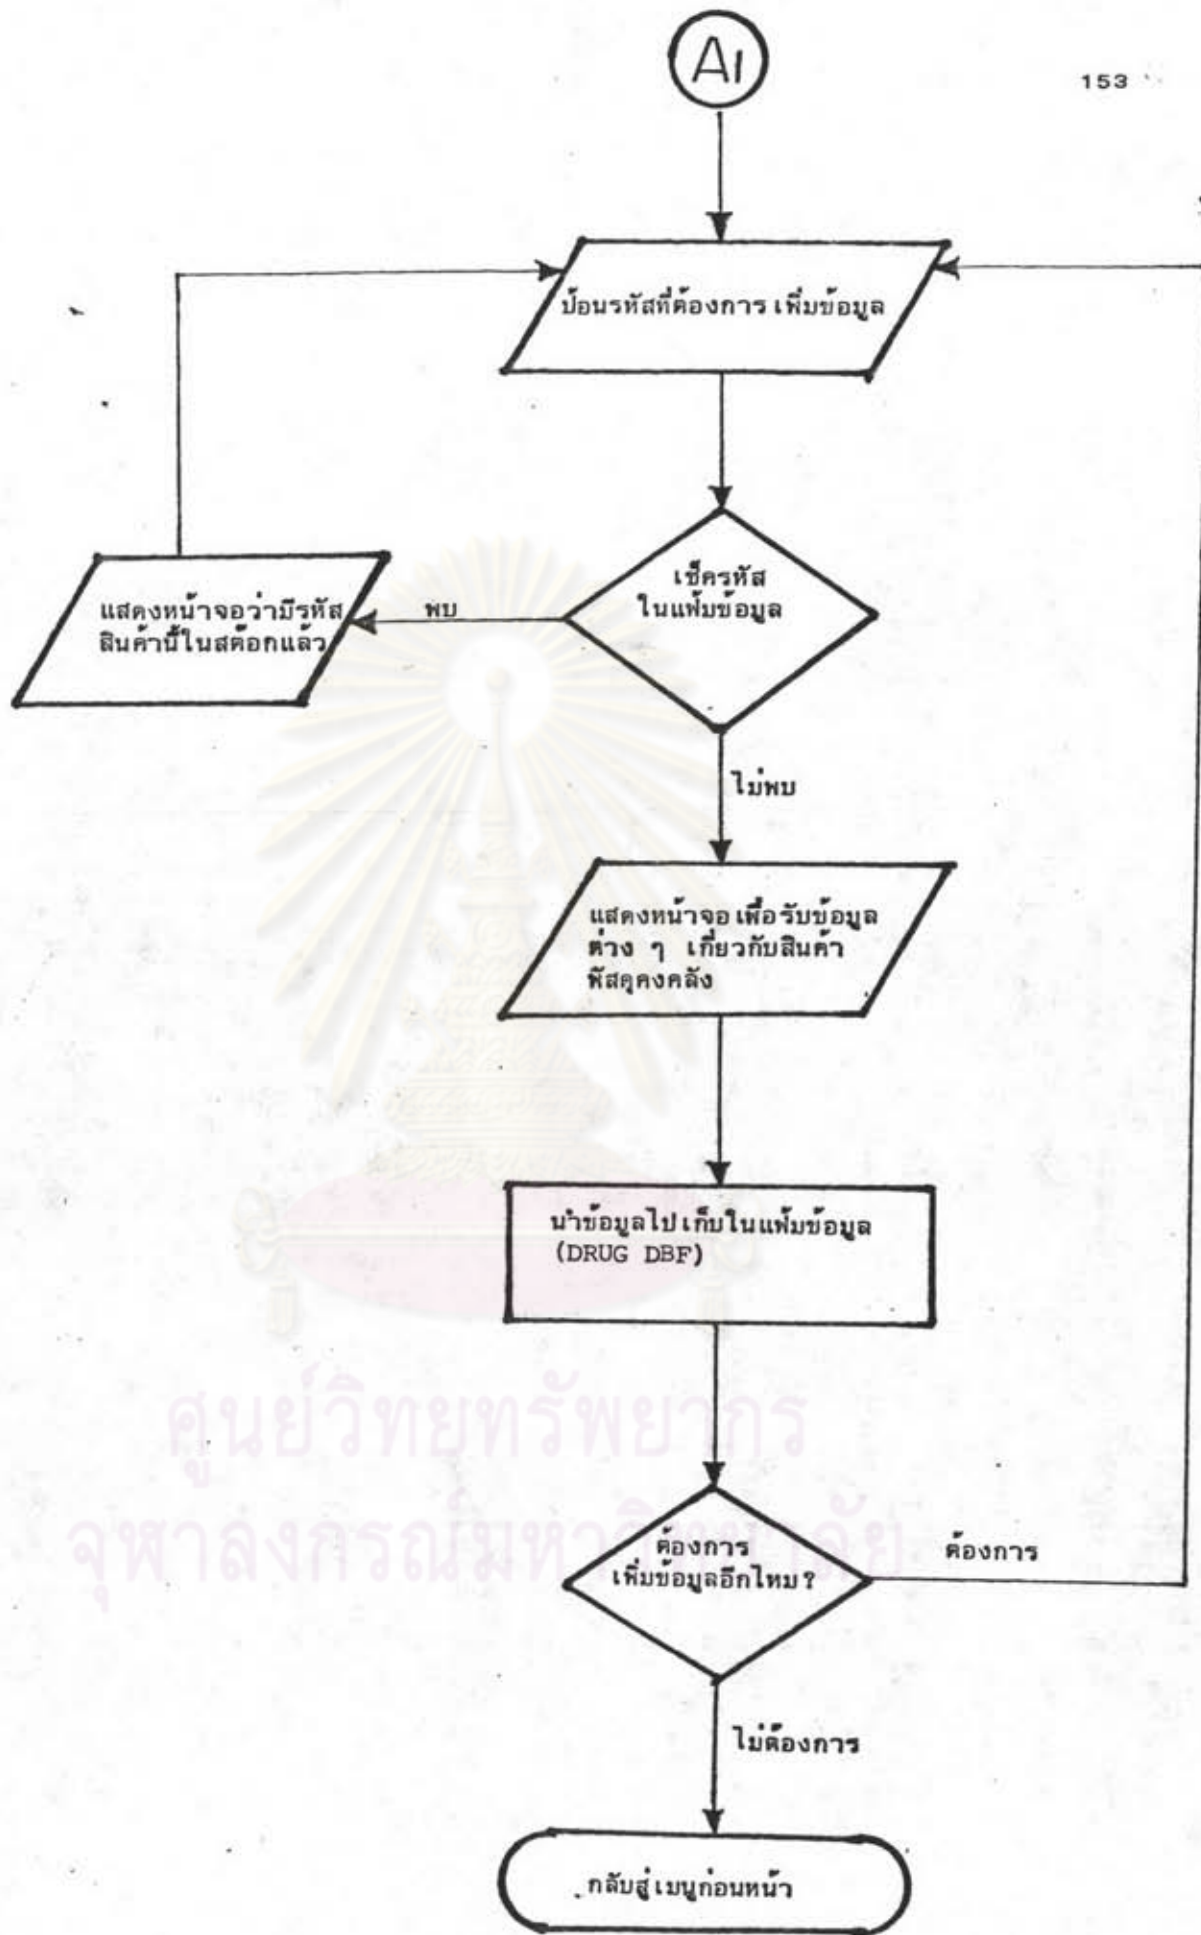 A1
153
ป้อนรหัสที่ต้องการเพิ่มข้อมูล
เช็ครหัส
ในแฟ้มข้อมูล
พบ
แสดงหน้าจอว่ามีรหัส
สินค้านี้ในสต๊อกแล้ว
ไม่พบ
แสดงหน้าจอเพื่อรับข้อมูล
ต่าง ๆ เกี่ยวกับสินค้า
พัสดุคงคลัง
นำข้อมูลไปเก็บในแฟ้มข้อมูล
(DRUG DBF)
ศูนย์วิทยทรัพยากร
จุฬาลงกรณ์มหาวิทยาลัย
ต้องการ
เพิ่มข้อมูลอีกไหม?
ต้องการ
ไม่ต้องการ
กลับสู่เมนูก่อนหน้า